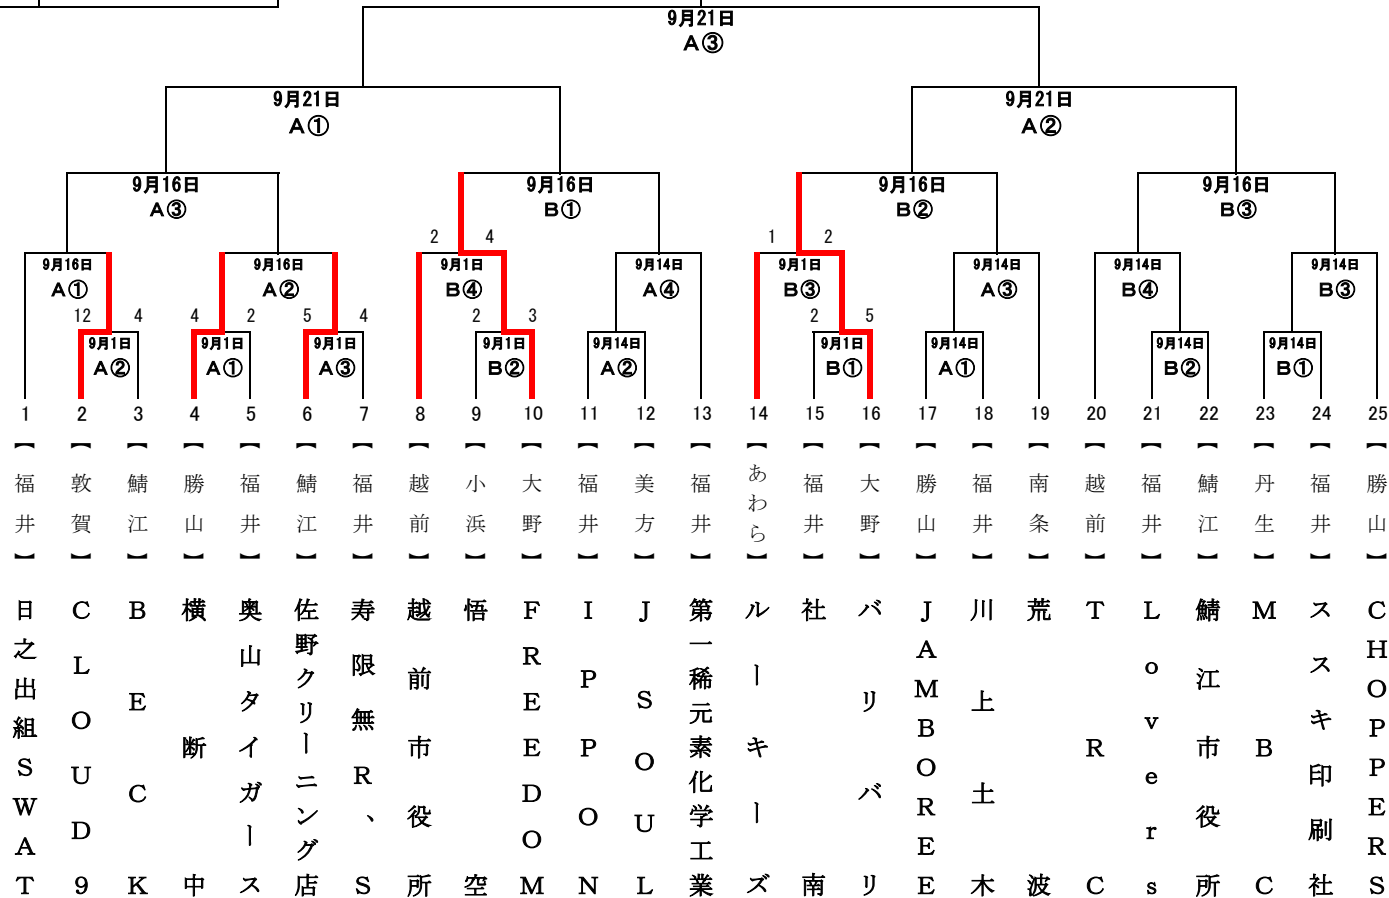 9月21日
A③
9月21日
A①
9月21日
A②
9月16日
A③
9月16日
B①
9月16日
B②
9月16日
B③
2 4
1 2
9月16日
A①
9月16日
A②
9月1日
B④
9月14日
A④
9月1日
B③
9月14日
A③
9月14日
B④
9月14日
B③
12 4
4 2
5 4
2 3
2 5
9月1日
A②
9月1日
A①
9月1日
A③
9月1日
B②
9月14日
A②
9月1日
B①
9月14日
A①
9月14日
B②
9月14日
B①
1 【福井】 日之出組SWAT
2 【敦賀】 CLOUD9
3 【鯖江】 BECK
4 【勝山】 横断中
5 【福井】 奥山タイガース
6 【鯖江】 佐野クリーニング店
7 【福井】 寿限無R、S
8 【越前】 越前市役所
9 【小浜】 悟空
10 【大野】 FREEDOM
11 【福井】 IPPON
12 【美方】 J SOUL
13 【福井】 第一稀元素化学工業
14 【あわら】 ルーキーズ
15 【福井】 社南
16 【大野】 バリバリ
17 【勝山】 JAMBOREE
18 【福井】 川上土木
19 【南条】 荒波
20 【越前】 TRC
21 【福井】 Lovers
22 【鯖江】 鯖江市役所
23 【丹生】 MBC
24 【福井】 ススキ印刷社
25 【勝山】 CHOPPERS